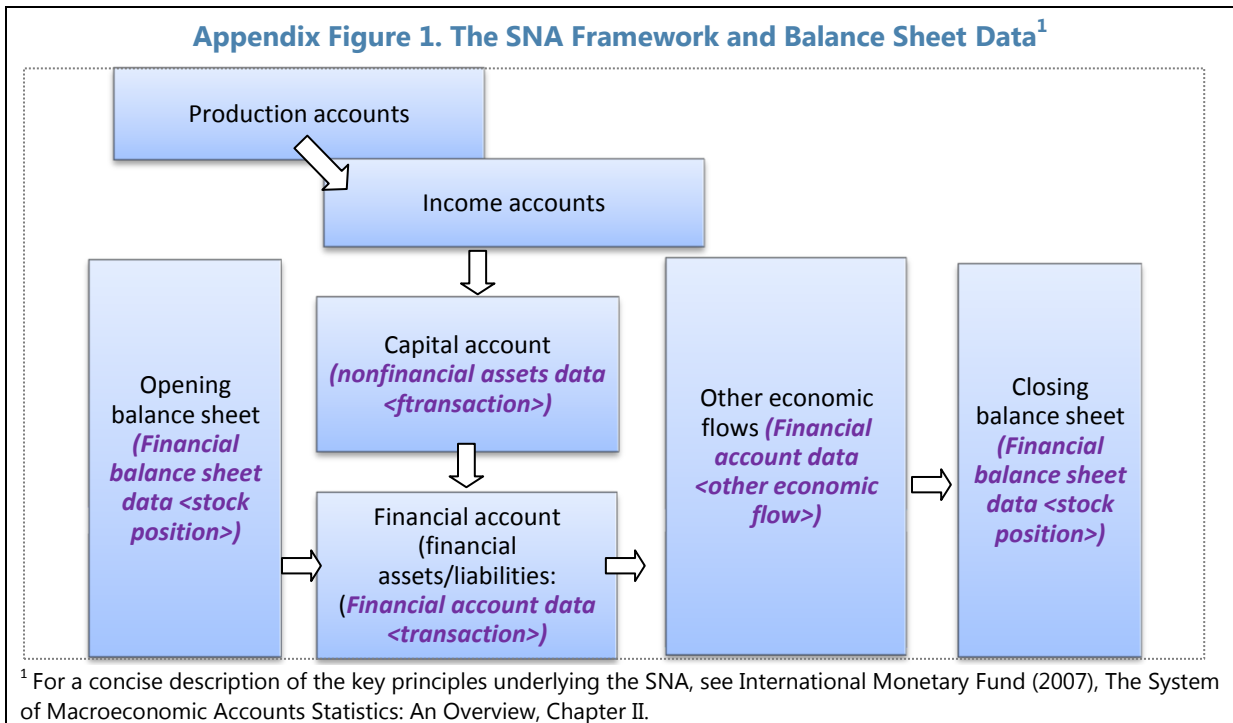 Appendix Figure 1. The SNA Framework and Balance Sheet Data1
Production accounts
Income accounts
Opening
balance sheet
(Financial
balance sheet
data <stock
position>)
Capital account
(nonfinancial assets data
<ftransaction>)
Financial account
(financial
assets/liabilities:
(Financial account data
<transaction>)
Other economic
flows (Financial
account data
<other economic
flow>)
Closing
balance sheet
(Financial
balance sheet
data <stock
position>)
1 For a concise description of the key principles underlying the SNA, see International Monetary Fund (2007), The System
of Macroeconomic Accounts Statistics: An Overview, Chapter II.